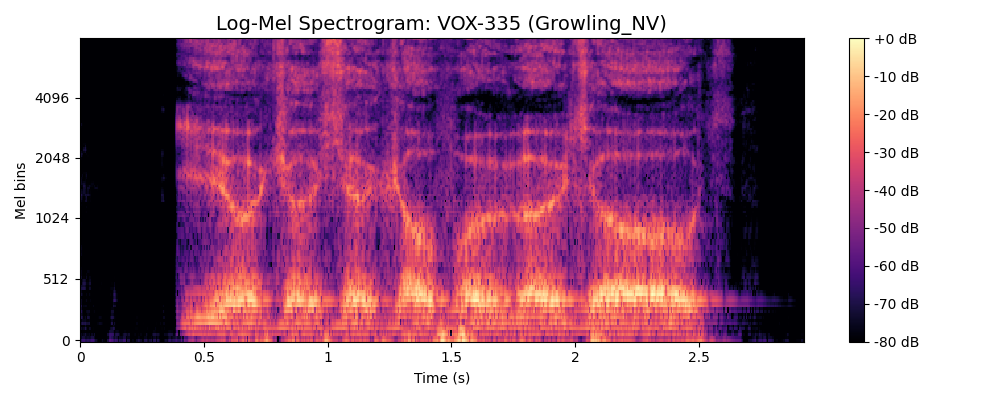 Log-Mel Spectrogram: VOX-335 (Growling_NV)
Mel bins
4096
2048
1024
512
0
0
0.5
1
1.5
2
2.5
Time (s)
+0 dB
-10 dB
-20 dB
-30 dB
-40 dB
-50 dB
-60 dB
-70 dB
-80 dB